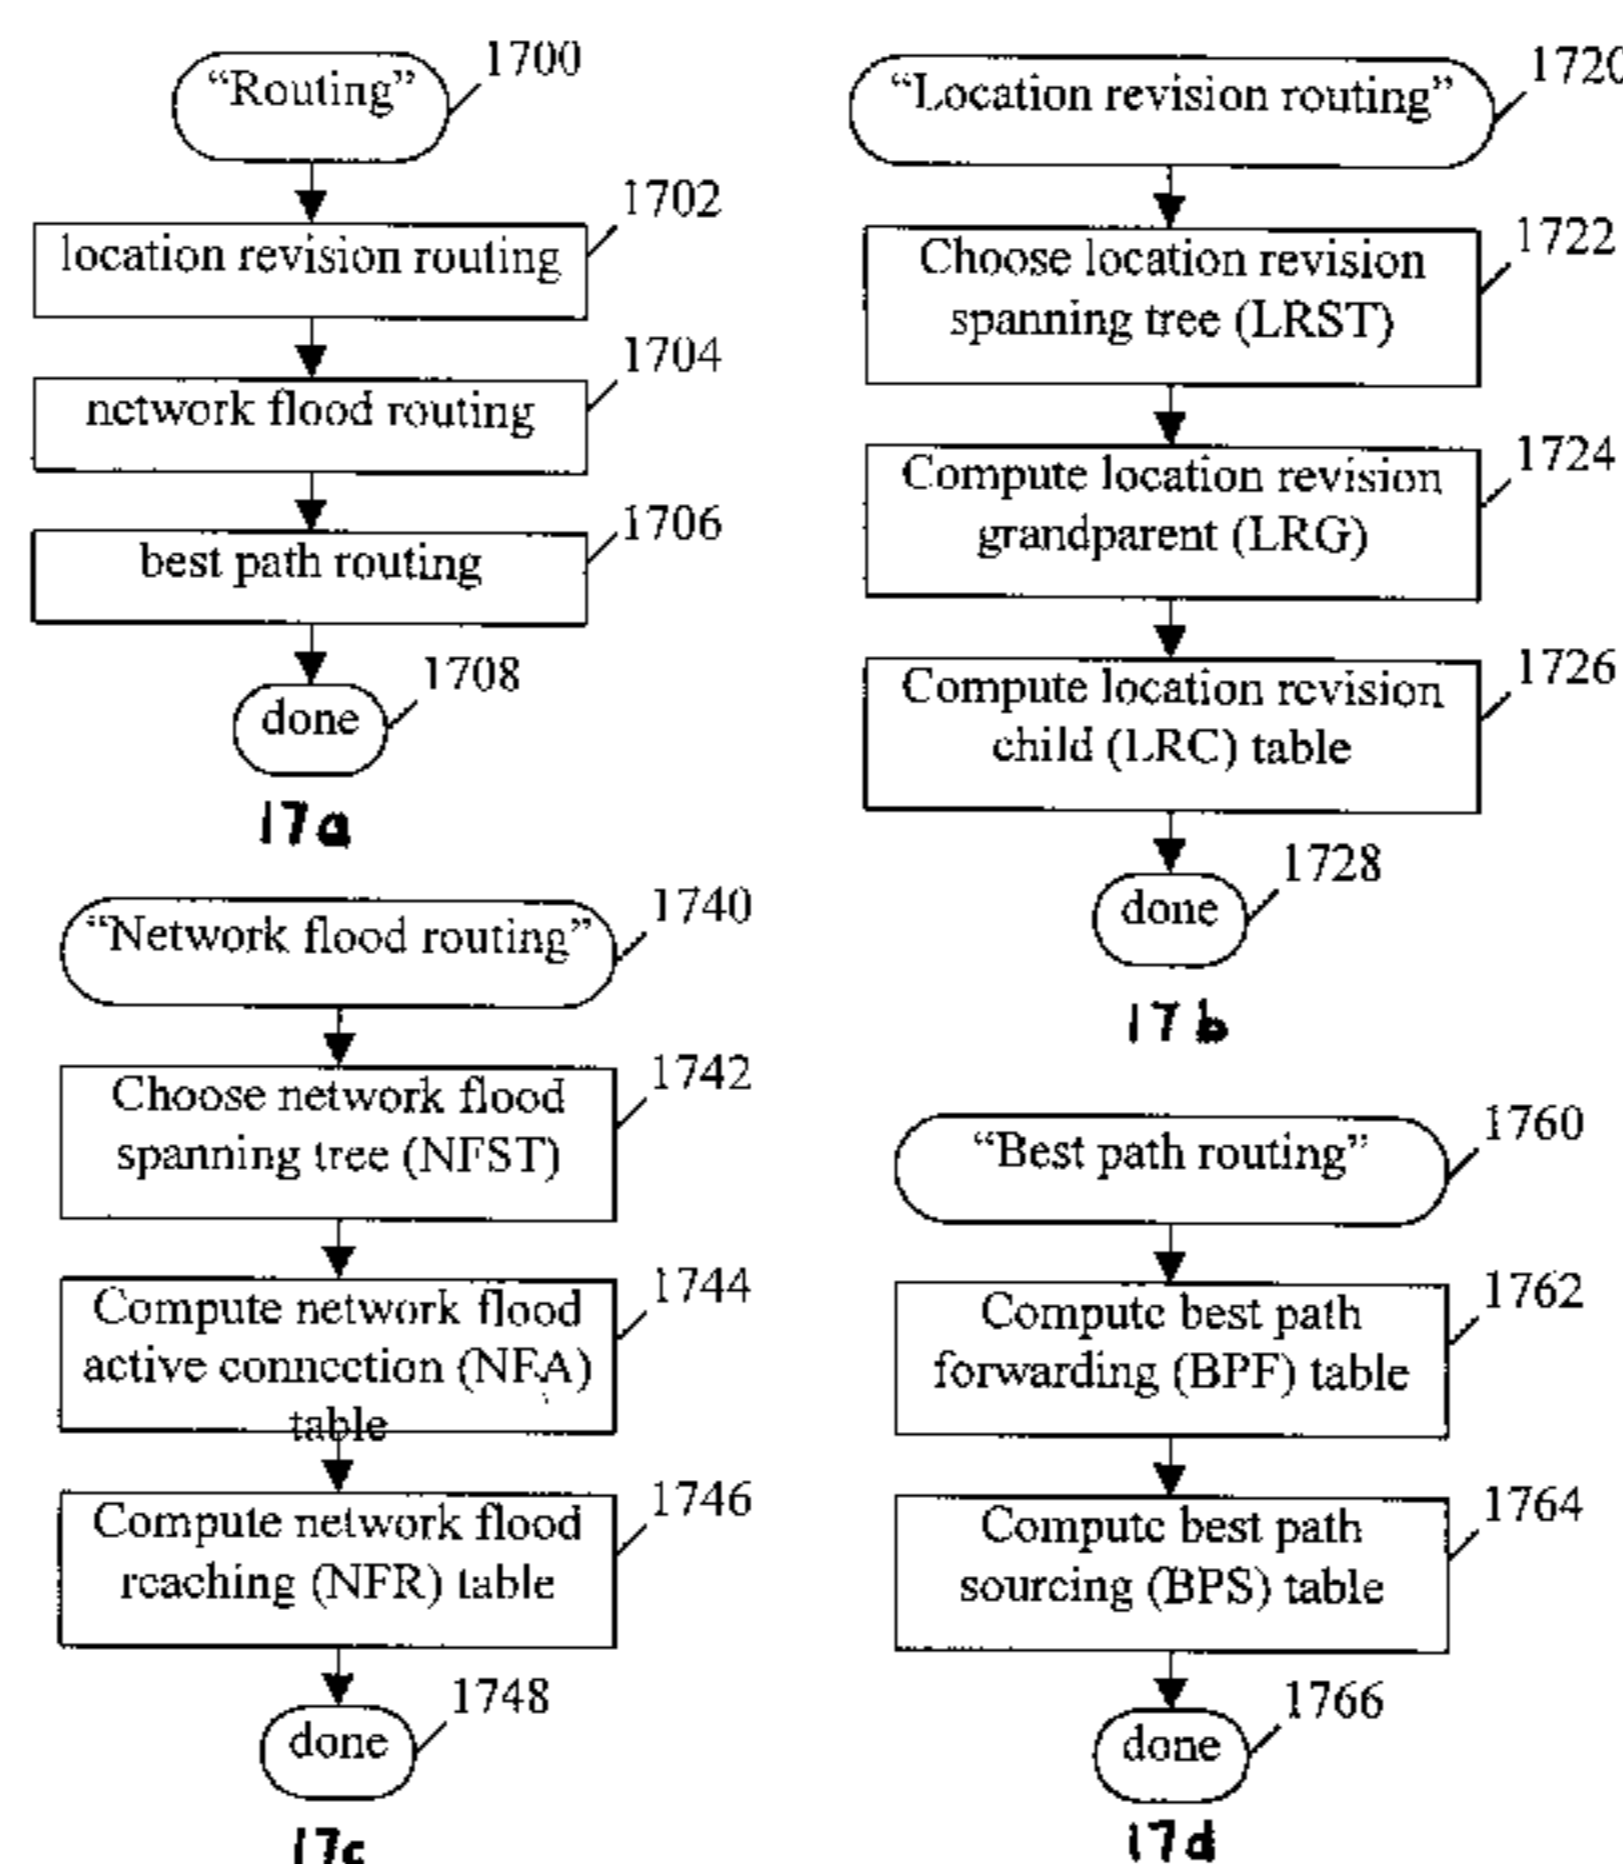 “Routing”
1700
location revision routing
1702
network flood routing
1704
best path routing
1706
done
1708
17a
“Location revision routing”
1720
Choose location revision
spanning tree (LRST)
1722
Compute location revision
grandparent (LRG)
1724
Compute location revision
child (LRC) table
1726
done
1728
17b
“Network flood routing”
1740
Choose network flood
spanning tree (NFST)
1742
Compute network flood
active connection (NFA)
table
1744
Compute network flood
reaching (NFR) table
1746
done
1748
17c
“Best path routing”
1760
Compute best path
forwarding (BPF) table
1762
Compute best path
sourcing (BPS) table
1764
done
1766
17d